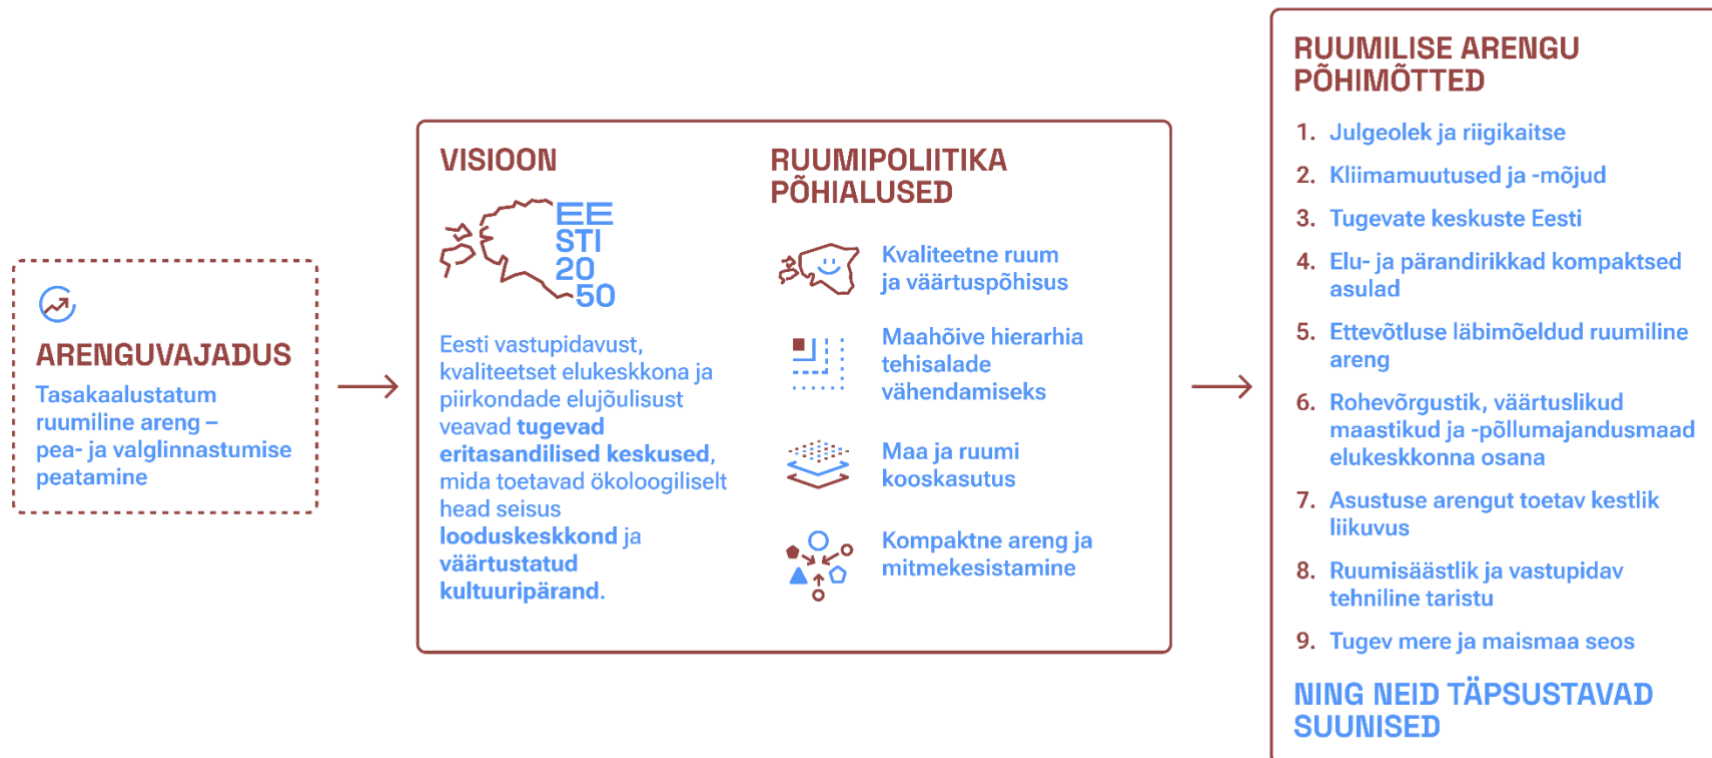 ARENGUVAJADUS
Tasakaalustatum
ruumiline areng –
pea- ja valglinnastumise
peatamine
VISIOON
EE
STI
20
50
Eesti vastupidavust,
kvaliteetset elukeskkona ja
piirkondade elujõulisust
veavad tugevad
eritasandilised keskused,
mida toetavad ökoloogiliselt
head seisus
looduskeskkond ja
väärtustatud
kultuuripärand.
RUUMIPOLIITIKA
PÕHIALUSED
Kvaliteetne ruum
ja väärtuspõhisus
Maahõive hierarhia
tehisalade
vähendamiseks
Maa ja ruumi
kooskasutus
Kompaktne areng ja
mitmekesistamine
RUUMILISE ARENGU
PÕHIMÕTTED
1. Julgeolek ja riigikaitse
2. Kliimamuutused ja -mõjud
3. Tugevate keskuste Eesti
4. Elu- ja pärandirikkad kompaktsed
asulad
5. Ettevõtluse läbimõeldud ruumiline
areng
6. Rohevõrgustik, väärtuslikud
maastikud ja -põllumajandusmaad
elukeskkonna osana
7. Asustuse arengut toetav kestlik
liikuvus
8. Ruumisäästlik ja vastupidav
tehniline taristu
9. Tugev mere ja maismaa seos
NING NEID TÄPSUSTAVAD
SUUNISED